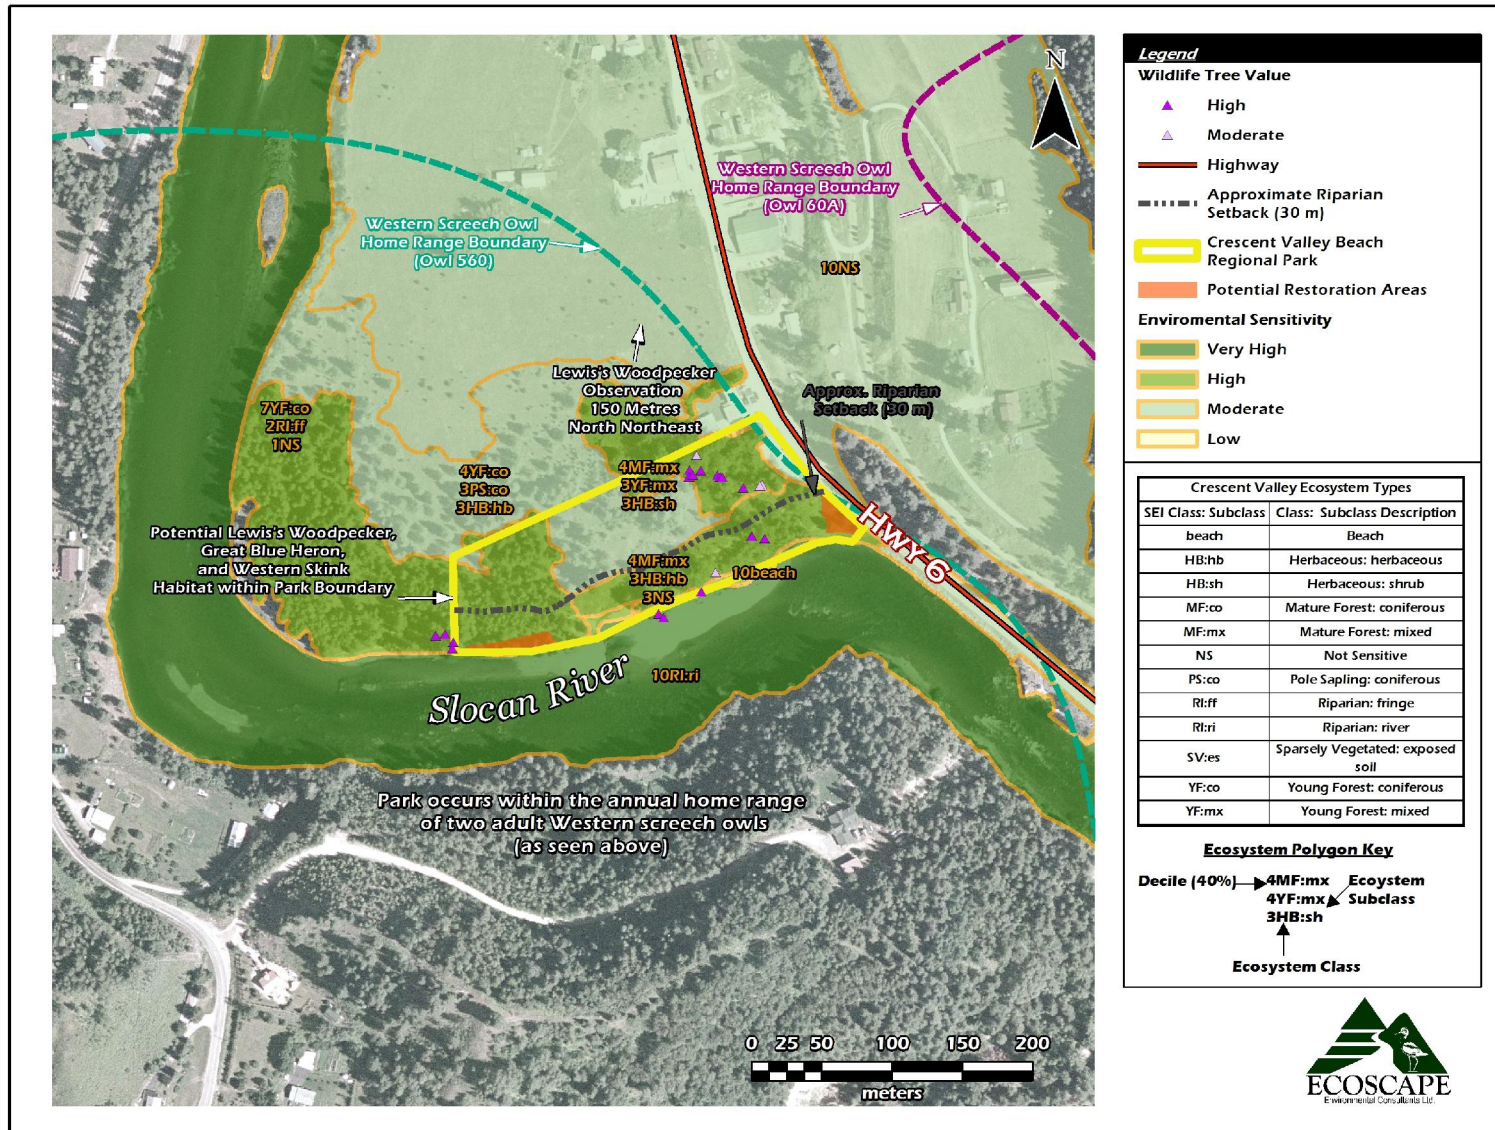 N
Western Screech Owl
Home Range Boundary
(Owl 60A)
Western Screech Owl
Home Range Boundary
(Owl 560)
10NS
Lewis's Woodpecker
Observation
150 Metres
North Northeast
Approx. Riparian
Setback (30 m)
7YF:co
2RI:ff
1NS
4YF:co
3PS:co
3HB:hb
4MF:mx
3YF:mx
3HB:sh
Potential Lewis's Woodpecker,
Great Blue Heron,
and Western Skink
Habitat within Park Boundary
4MF:mx
3HB:hb
3NS
10beach
Hwy 6
10RI:ri
Slocan River
Park occurs within the annual home range
of two adult Western screech owls
(as seen above)
0 25 50 100 150 200
meters
Legend
Wildlife Tree Value
High
Moderate
Highway
Approximate Riparian
Setback (30 m)
Crescent Valley Beach
Regional Park
Potential Restoration Areas
Enviromental Sensitivity
Very High
High
Moderate
Low
Crescent Valley Ecosystem Types
SEI Class: Subclass Class: Subclass Description
beach Beach
HB:hb Herbaceous: herbaceous
HB:sh Herbaceous: shrub
MF:co Mature Forest: coniferous
MF:mx Mature Forest: mixed
NS Not Sensitive
PS:co Pole Sapling: coniferous
RI:ff Riparian: fringe
RI:ri Riparian: river
SV:es Sparsely Vegetated: exposed
soil
YF:co Young Forest: coniferous
YF:mx Young Forest: mixed
Ecosystem Polygon Key
Decile (40%) 4MF:mx Ecoystem
4YF:mx Subclass
3HB:sh
Ecosystem Class
ECOSCAPE
Environmental Consultants Ltd.